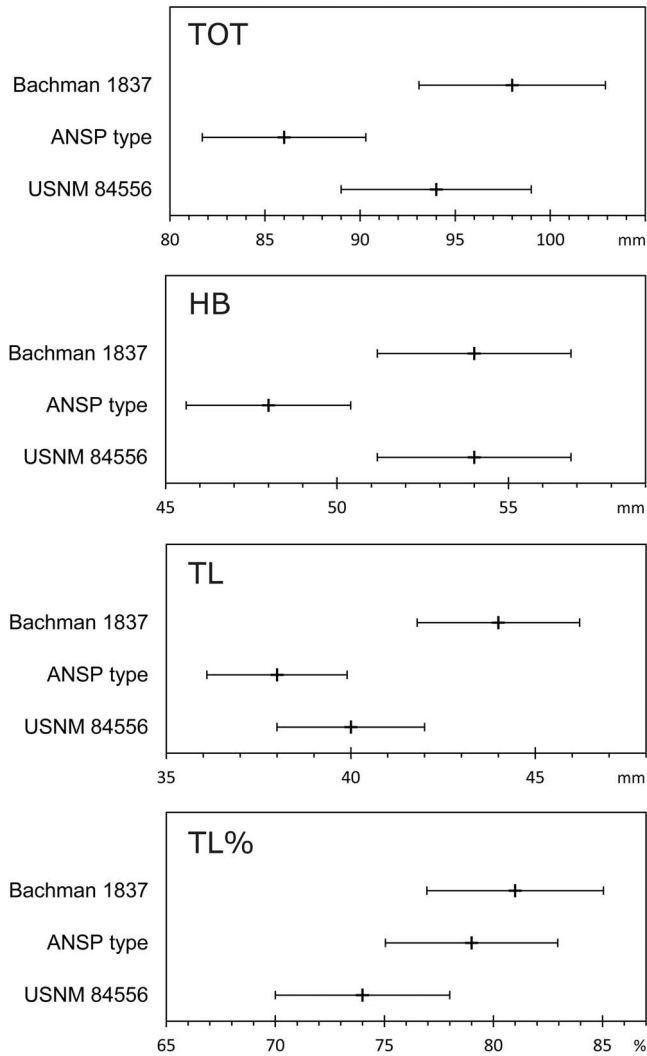 TOT
Bachman 1837
ANSP type
USNM 84556
80 85 90 95 100 mm
HB
Bachman 1837
ANSP type
USNM 84556
45 50 55 mm
TL
Bachman 1837
ANSP type
USNM 84556
35 40 45 mm
TL%
Bachman 1837
ANSP type
USNM 84556
65 70 75 80 85 %